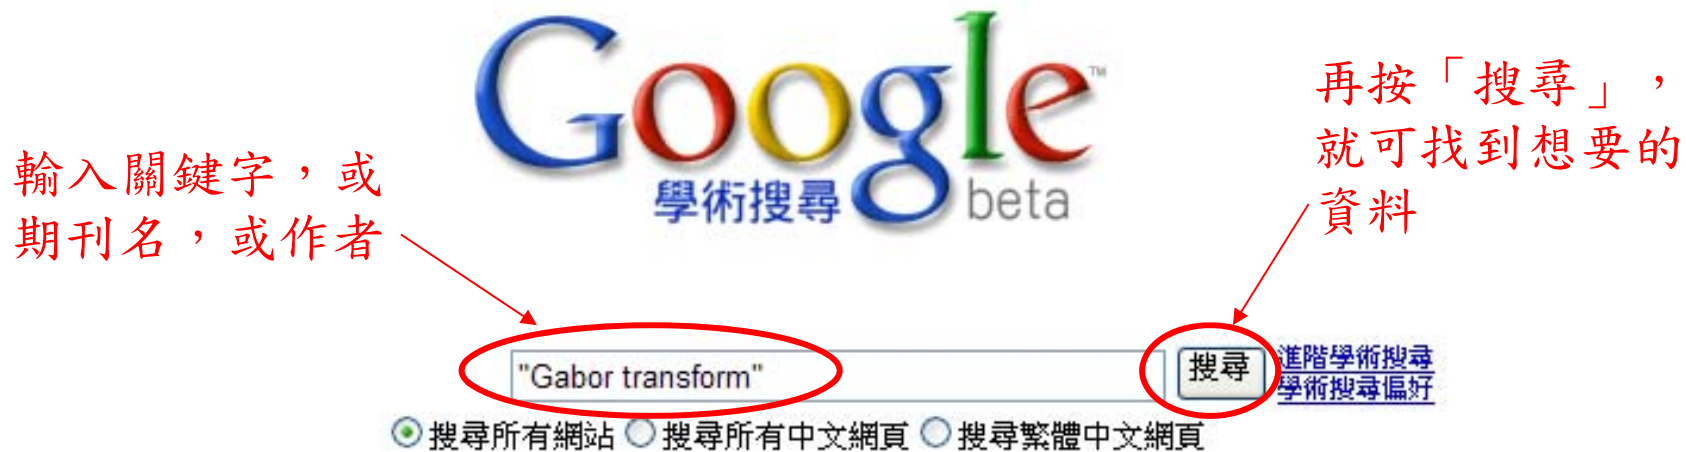 Google™
學術搜尋 beta
輸入關鍵字，或
期刊名，或作者
再按「搜尋」，
就可找到想要的
資料
"Gabor transform"
搜尋
進階學術搜尋
學術搜尋偏好
搜尋所有網站 搜尋所有中文網頁 搜尋繁體中文網頁